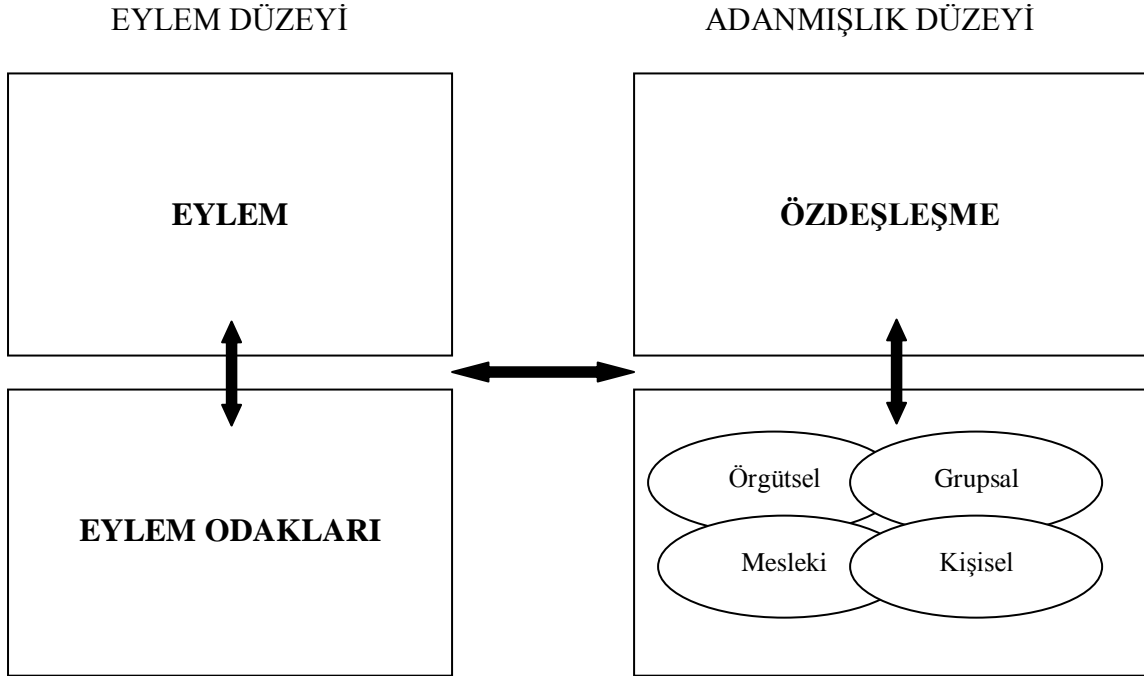 EYLEM DÜZEYİ
ADANMIŞLIK DÜZEYİ
EYLEM
ÖZDEŞLEŞME
EYLEM ODAKLARI
Örgütsel
Grupsal
Mesleki
Kişisel